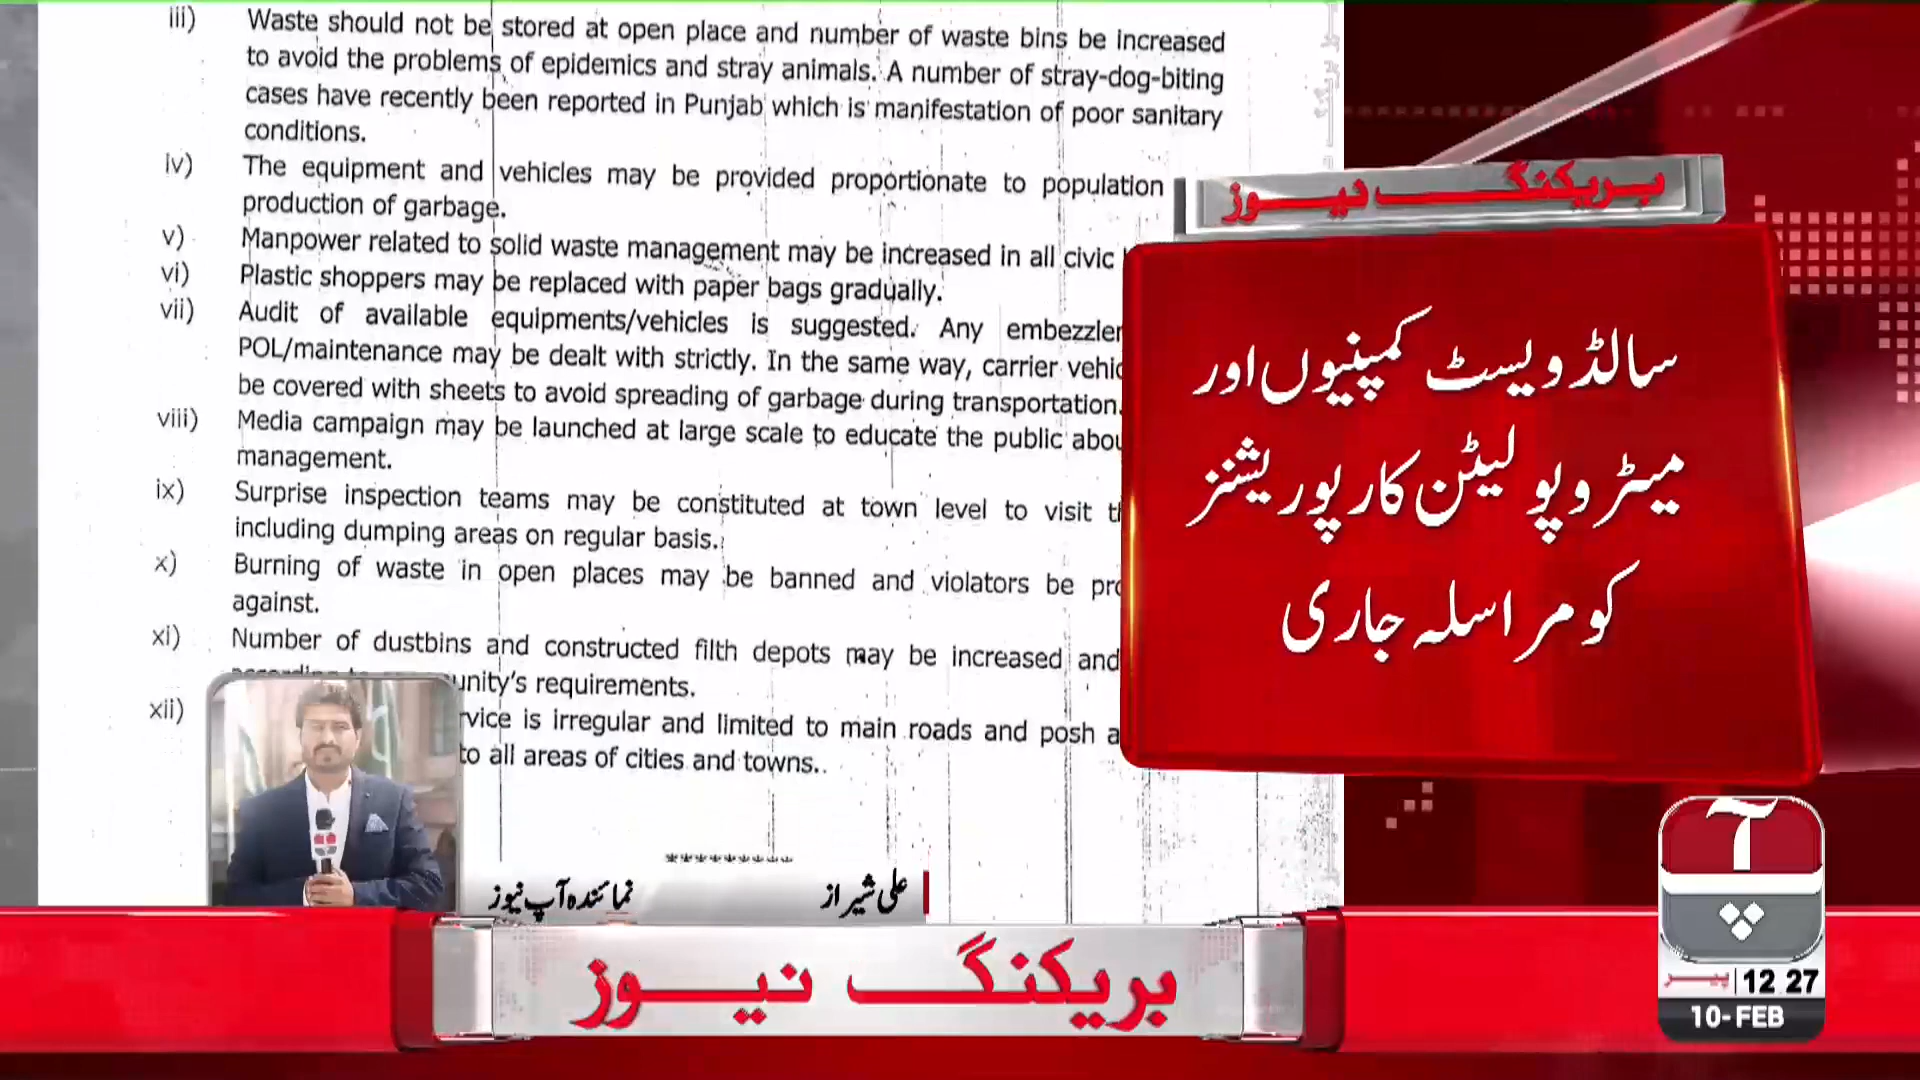 iii) Waste should not be stored at open place and number of waste bins be increased
to avoid the problems of epidemics and stray animals. A number of stray-dog-biting
cases have recently been reported in Punjab which is manifestation of poor sanitary
conditions.
iv) The equipment and vehicles may be provided proportionate to population
production of garbage.
v) Manpower related to solid waste management may be increased in all civic
vi) Plastic shoppers may be replaced with paper bags gradually.
vii) Audit of available equipments/vehicles is suggested. Any
POL/maintenance may be dealt with strictly. In the same way, carrier
be covered with sheets to avoid spreading of garbage during transportation.
viii) Media campaign may be launched at large scale to educate the public
management.
ix) Surprise inspection teams may be constituted at town level to visit
including dumping areas on regular basis.
x) Burning of waste in open places may be banned and violators be
against.
xi) Number of dustbins and constructed filth depots may be increased and
requirements.
xii) is irregular and limited to main roads and posh
to all areas of cities and towns..
********
بریکنگ نیوز
سالڈ ویسٹ کمپنیوں اور
میٹرو پولیٹن کارپوریشنز
کو مراسلہ جاری
علی شیراز نمائندہ آپ نیوز
بریکنگ نیوز
آپ
پیر 12 27
10-FEB